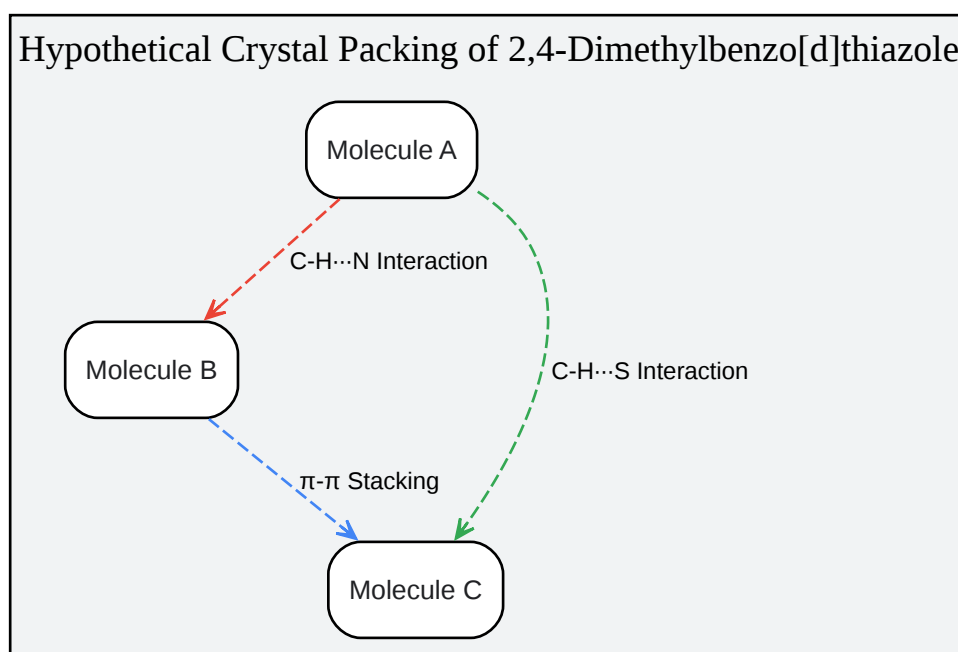 Hypothetical Crystal Packing of 2,4-Dimethylbenzo[d]thiazole
Molecule A
C-H···N Interaction
Molecule B
C-H···S Interaction
π-π Stacking
Molecule C